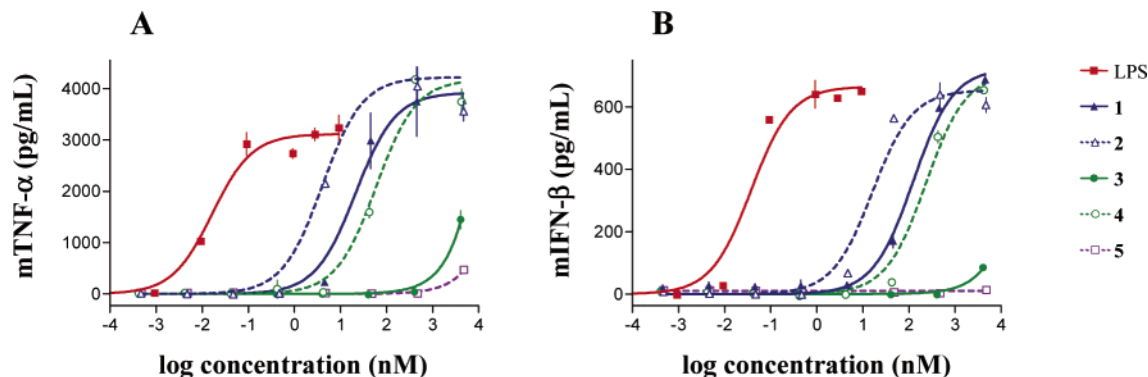 A
mTNF-α (pg/mL)
4000
3000
2000
1000
0
-4 -3 -2 -1 0 1 2 3 4
log concentration (nM)
B
mIFN-β (pg/mL)
600
400
200
0
-4 -3 -2 -1 0 1 2 3 4
log concentration (nM)
LPS
1
2
3
4
5